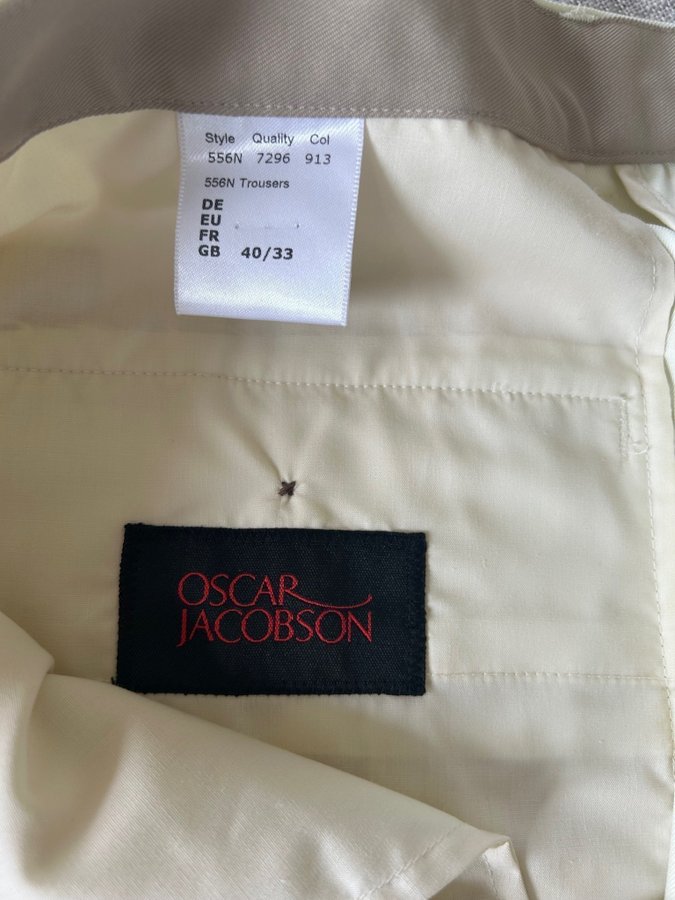 Style Quality Col
556N 7296 913
556N Trousers
DE
EU
FR
GB 40/33
OSCAR
JACOBSON